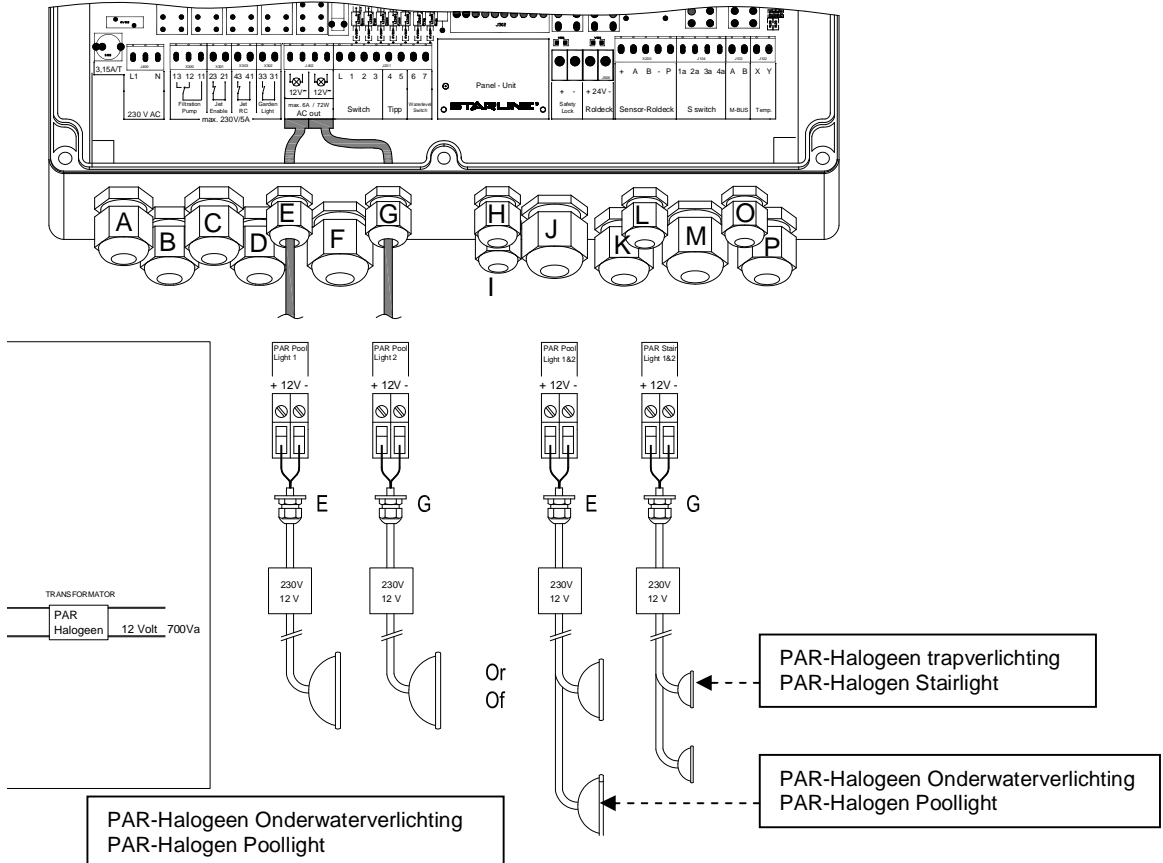 3,15A/T
L1 N
230 V AC
13 12 11 23 21 43 41 33 31
Filtration Pump
Jet Enable
Jet RC
Garden Light
max. 230V/5A
12V~ 12V~
max. 6A / 72W
AC out
L 1 2 3
Switch
4 5
Tipp
6 7
Waterlevel Switch
Panel - Unit
STARLINE
+ -
Safety Lock
+ 24V -
Roldeck
+ A B - P
Sensor-Roldeck
1a 2a 3a 4a
S switch
A B
M-BUS
X Y
Temp.
A B C D E F G H I J K L M O P
PAR Pool
Light 1
+ 12V -
PAR Pool
Light 2
+ 12V -
PAR Pool
Light 1&2
+ 12V -
PAR Stair
Light 1&2
+ 12V -
E G E G
230V
12 V
230V
12 V
230V
12 V
230V
12 V
TRANSFORMATOR
PAR
Halogeen
12 Volt 700Va
Or
Of
PAR-Halogeen trapverlichting
PAR-Halogen Stairlight
PAR-Halogeen Onderwaterverlichting
PAR-Halogen Poollight
PAR-Halogeen Onderwaterverlichting
PAR-Halogen Poollight